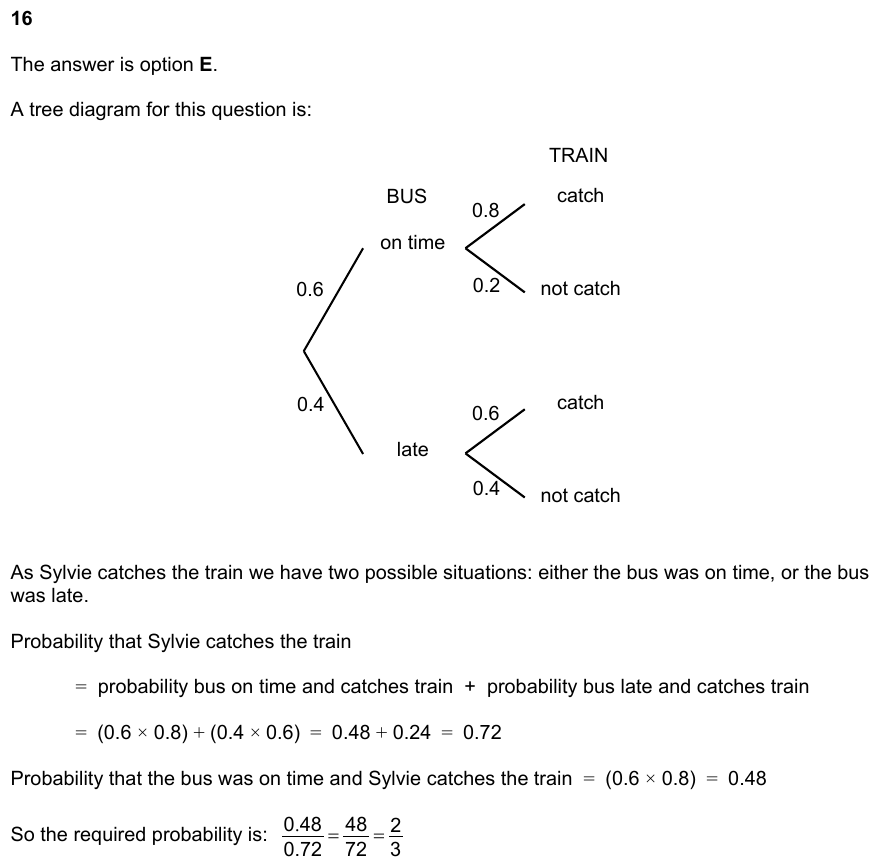 16
The answer is option E.
A tree diagram for this question is:
TRAIN
BUS
catch
0.8
on time
0.6
0.2
not catch
0.4
catch
0.6
late
0.4
not catch
As Sylvie catches the train we have two possible situations: either the bus was on time, or the bus
was late.
Probability that Sylvie catches the train
= probability bus on time and catches train + probability bus late and catches train
= (0.6 × 0.8) + (0.4 × 0.6) = 0.48 + 0.24 = 0.72
Probability that the bus was on time and Sylvie catches the train = (0.6 × 0.8) = 0.48
So the required probability is: 0.48/0.72 = 48/72 = 2/3